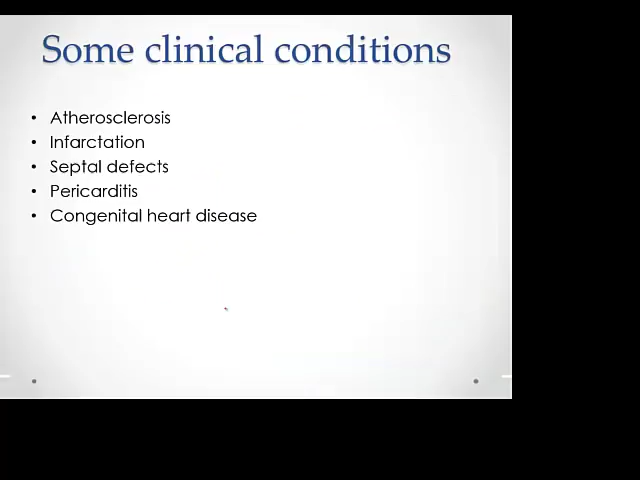 Some clinical conditions
• Atherosclerosis
• Infarctation
• Septal defects
• Pericarditis
• Congenital heart disease